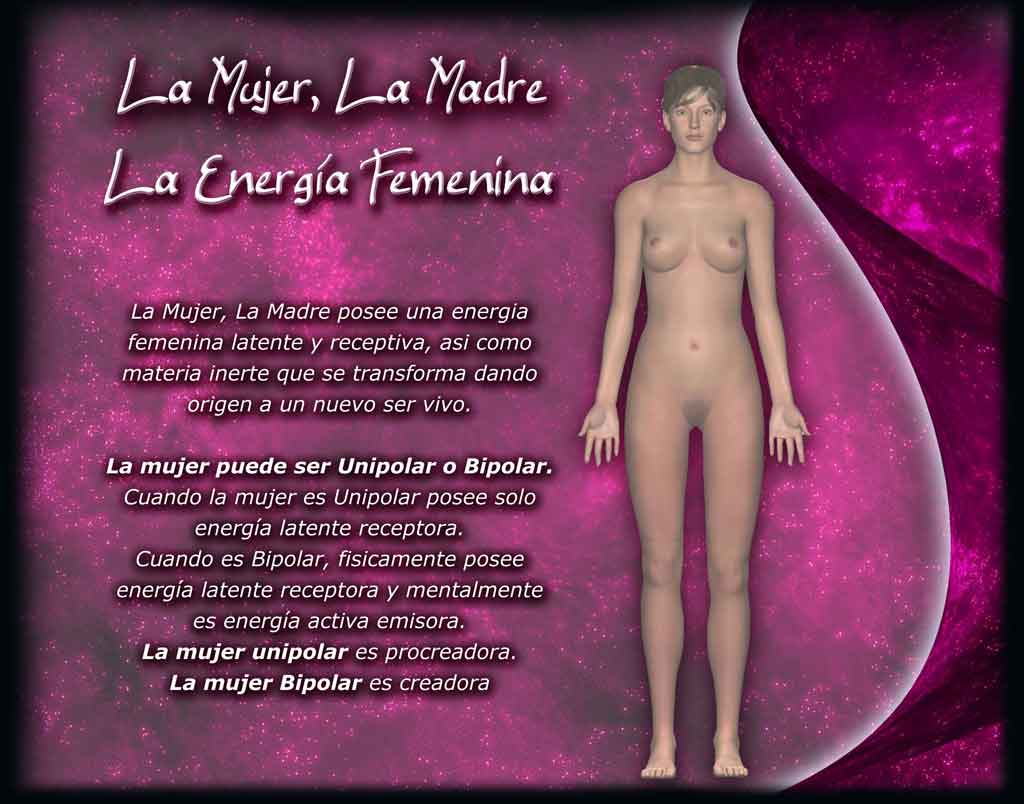 La Mujer, La Madre
La Energía Femenina
La Mujer, La Madre posee una energia
femenina latente y receptiva, asi como
materia inerte que se transforma dando
origen a un nuevo ser vivo.
La mujer puede ser Unipolar o Bipolar.
Cuando la mujer es Unipolar posee solo
energía latente receptora.
Cuando es Bipolar, fisicamente posee
energía latente receptora y mentalmente
es energía activa emisora.
La mujer unipolar es procreadora.
La mujer Bipolar es creadora